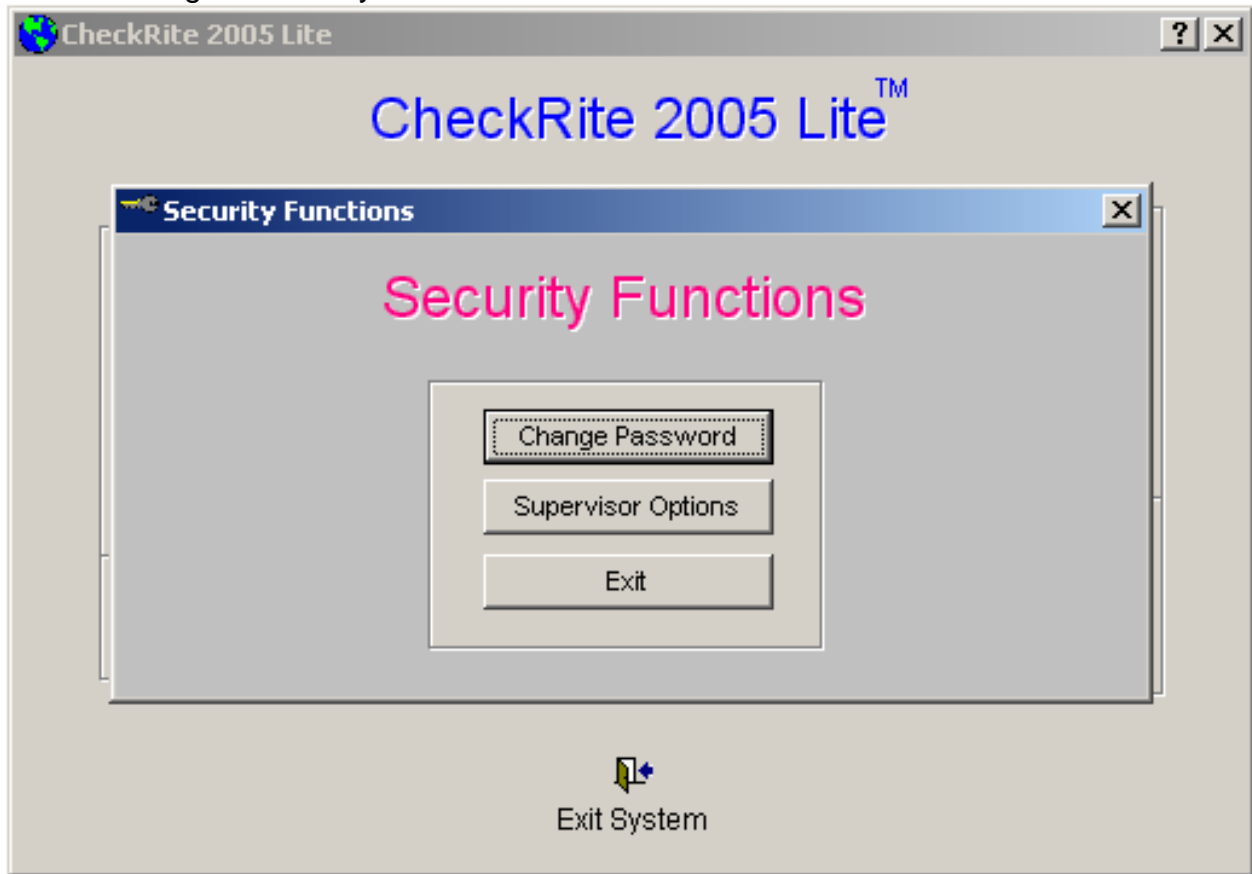 CheckRite 2005 Lite
CheckRite 2005 Lite™
Security Functions
Security Functions
Change Password
Supervisor Options
Exit
Exit System